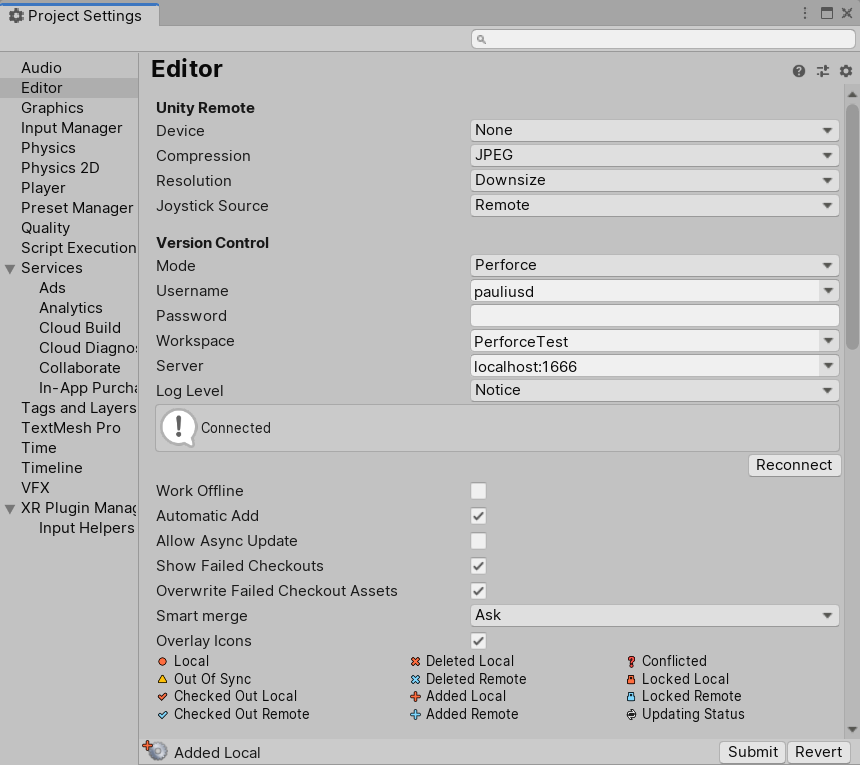 Project Settings
Audio
Editor
Graphics
Input Manager
Physics
Physics 2D
Player
Preset Manager
Quality
Script Execution
Services
Ads
Analytics
Cloud Build
Cloud Diagnos
Collaborate
In-App Purcha
Tags and Layers
TextMesh Pro
Time
Timeline
VFX
XR Plugin Manag
Input Helpers
Editor
Unity Remote
Device None
Compression JPEG
Resolution Downsize
Joystick Source Remote
Version Control
Mode Perforce
Username pauliusd
Password
Workspace PerforceTest
Server localhost:1666
Log Level Notice
Connected
Reconnect
Work Offline
Automatic Add
Allow Async Update
Show Failed Checkouts
Overwrite Failed Checkout Assets
Smart merge Ask
Overlay Icons
Local Deleted Local Conflicted
Out Of Sync Deleted Remote Locked Local
Checked Out Local Added Local Locked Remote
Checked Out Remote Added Remote Updating Status
Added Local Submit Revert